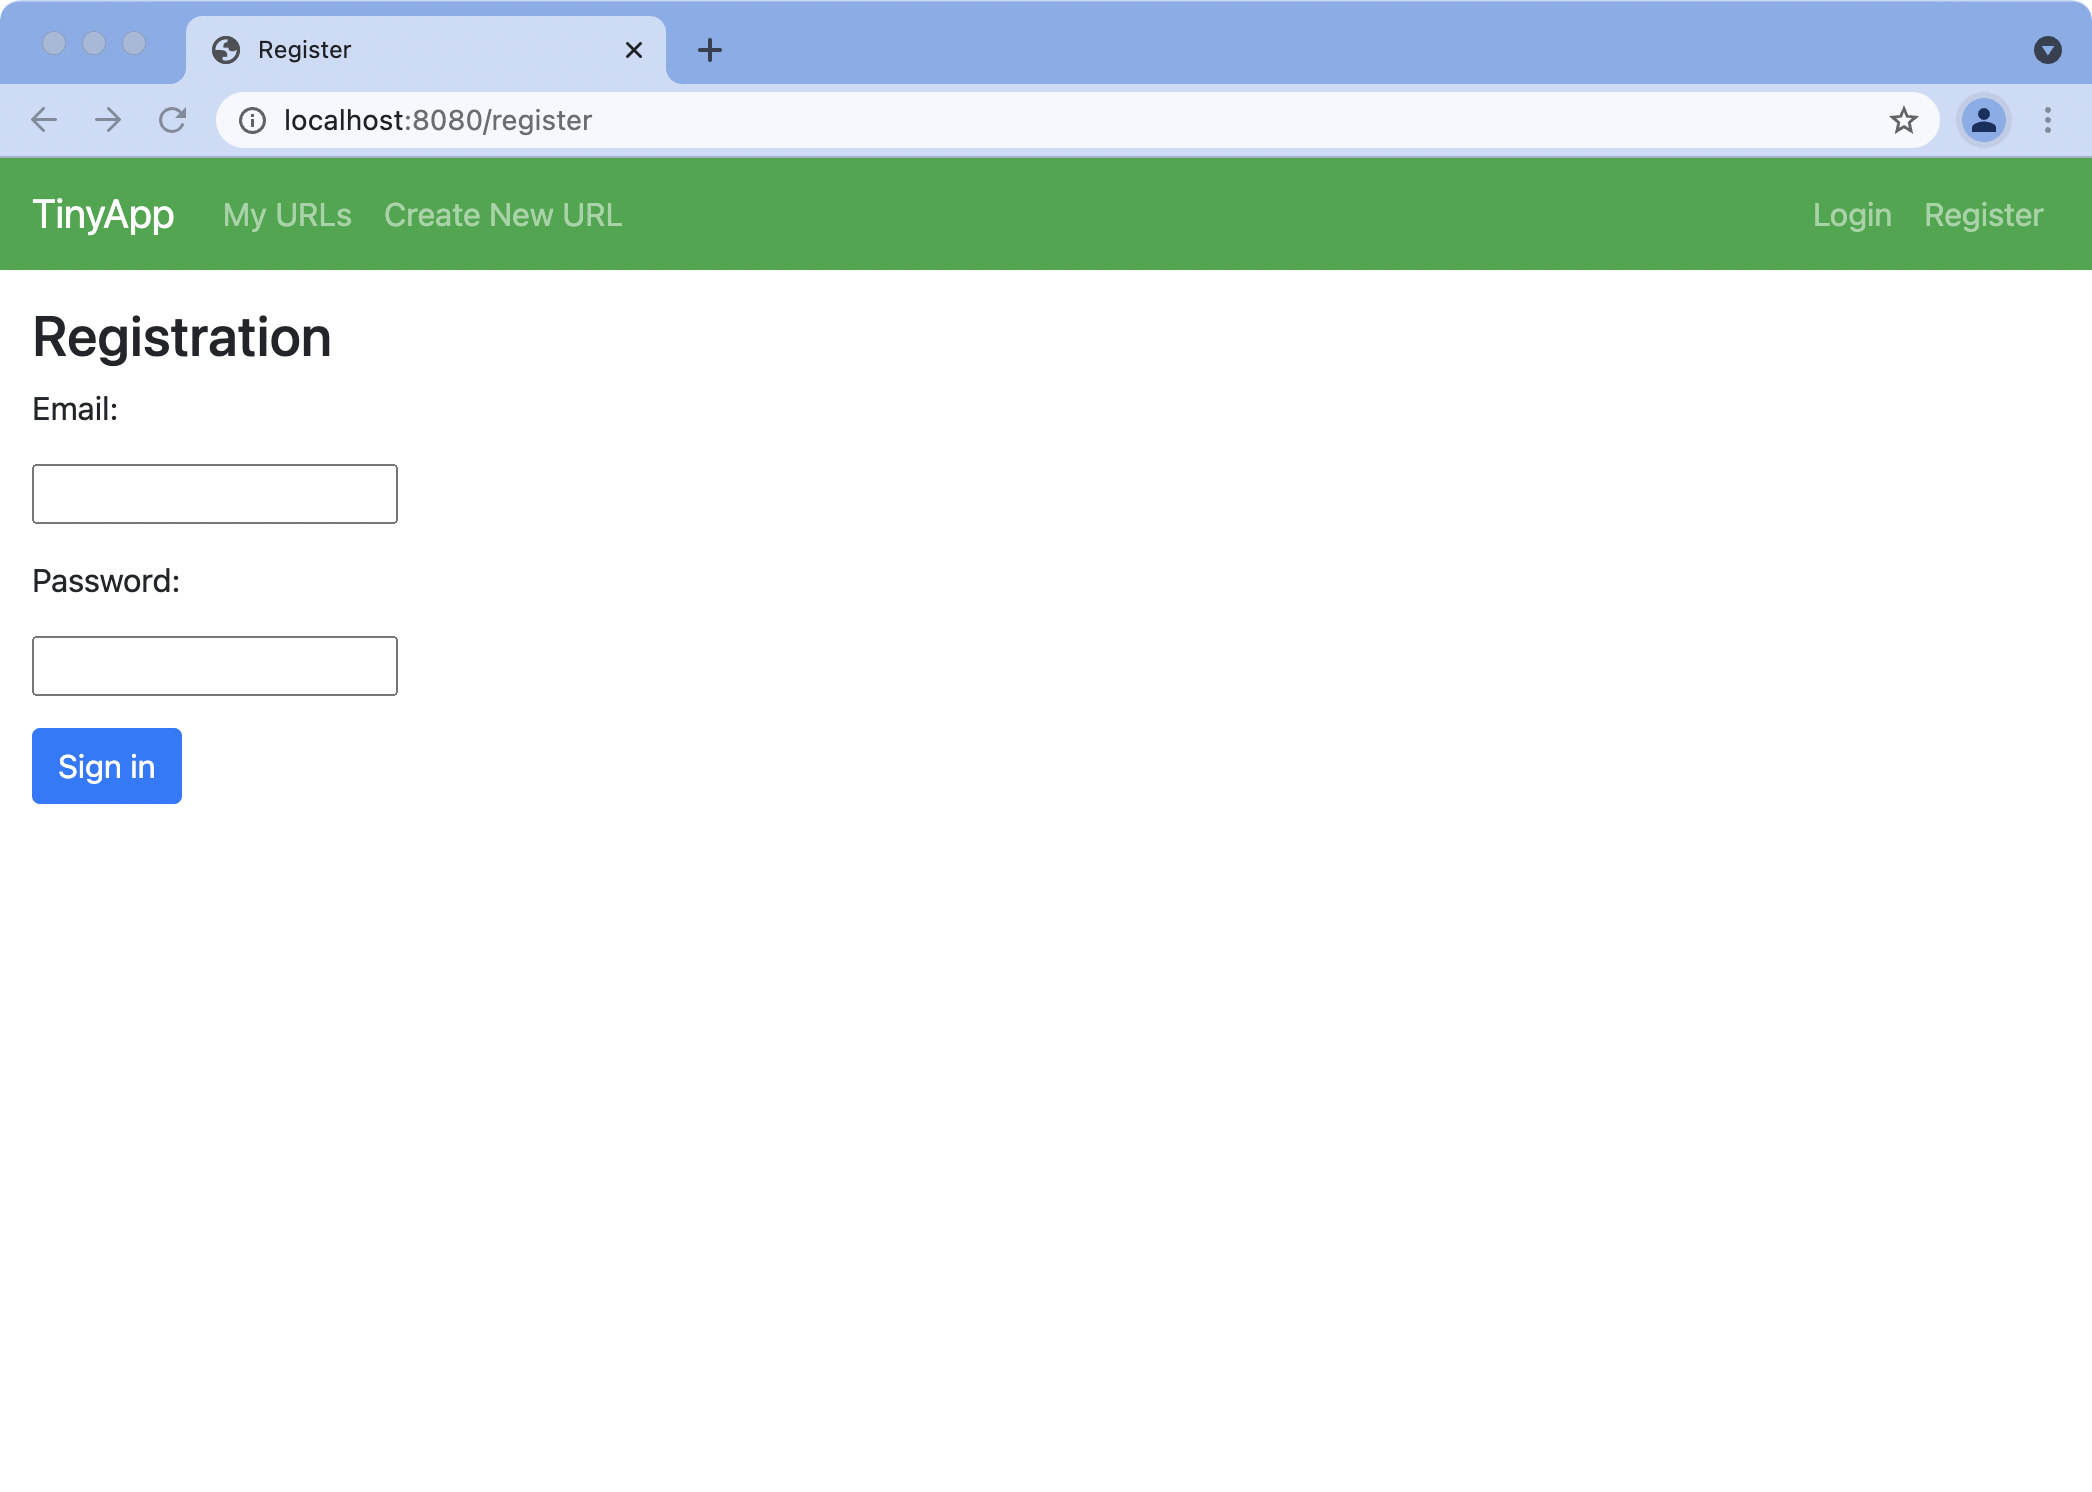 Register
localhost:8080/register
TinyApp My URLs Create New URL Login Register
Registration
Email:
Password:
Sign in